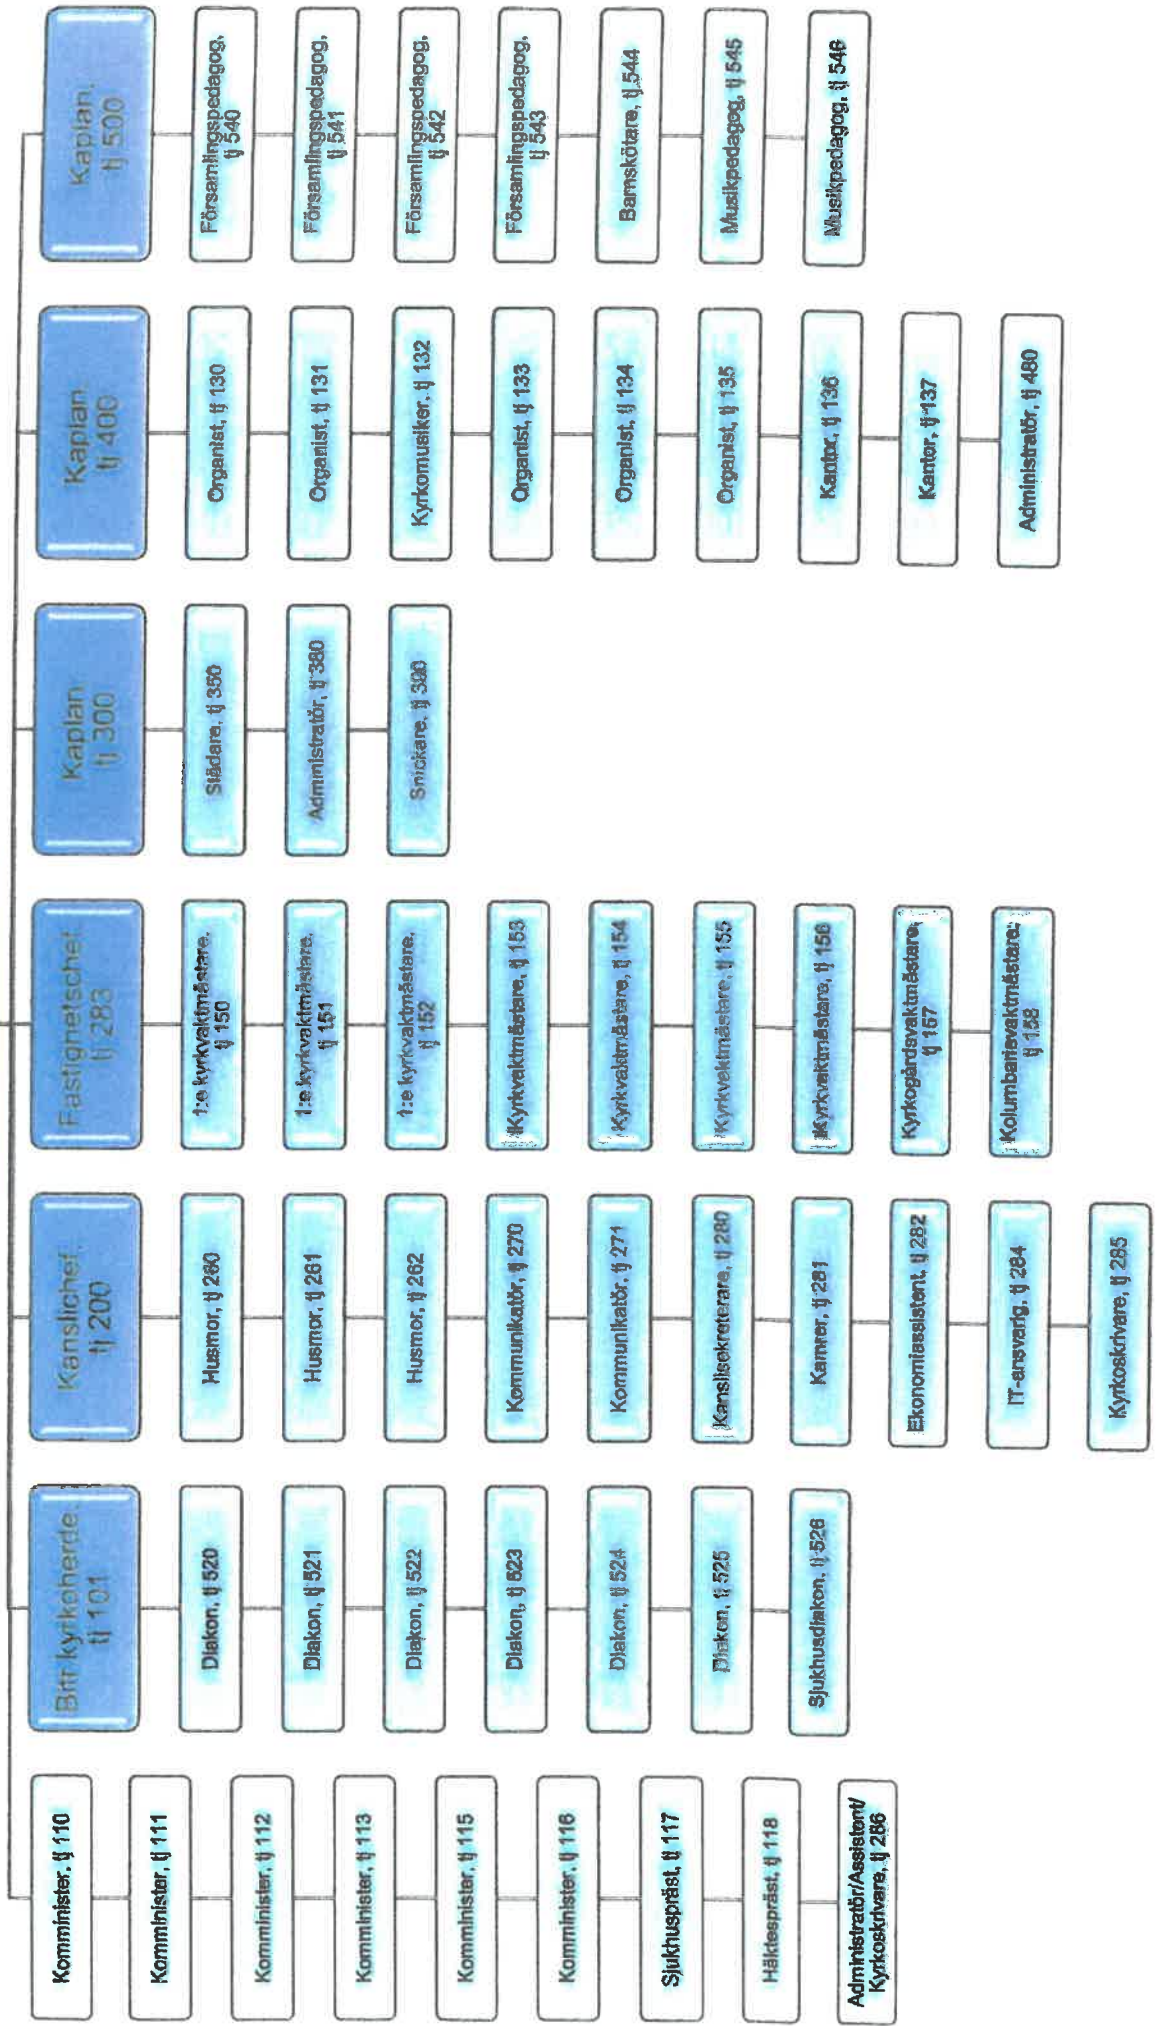 Komminister, tj 110
Komminister, tj 111
Komminister, tj 112
Komminister, tj 113
Komminister, tj 115
Komminister, tj 116
Sjukhuspräst, tj 117
Häktespräst, tj 118
Administratör/Assistent/
Kyrkoskrivare, tj 286
Bitr kyrkoherde,
tj 101
Diakon, tj 520
Diakon, tj 521
Diakon, tj 522
Diakon, tj 523
Diakon, tj 524
Diakon, tj 525
Sjukhusdiakon, tj 526
Kanslichef,
tj 200
Husmor, tj 260
Husmor, tj 261
Husmor, tj 262
Kommunikatör, tj 270
Kommunikatör, tj 271
Kanslisekreterare, tj 280
Kamrer, tj 281
Ekonomiassistent, tj 282
IT-ansvarig, tj 284
Kyrkoskrivare, tj 285
Fastighetschef,
tj 283
1:e kyrkvaktmästare,
tj 150
1:e kyrkvaktmästare,
tj 151
1:e kyrkvaktmästare,
tj 152
Kyrkvaktmästare, tj 153
Kyrkvaktmästare, tj 154
Kyrkvaktmästare, tj 155
Kyrkvaktmästare, tj 156
Kyrkogårdsvaktmästare,
tj 157
Kolumbarievaktmästare,
tj 158
Kaplan,
tj 300
Städare, tj 350
Administratör, tj 380
Snickare, tj 390
Kaplan,
tj 400
Organist, tj 130
Organist, tj 131
Kyrkomusiker, tj 132
Organist, tj 133
Organist, tj 134
Organist, tj 135
Kantor, tj 136
Kantor, tj 137
Administratör, tj 480
Kaplan,
tj 500
Församlingspedagog,
tj 540
Församlingspedagog,
tj 541
Församlingspedagog,
tj 542
Församlingspedagog,
tj 543
Barnskötare, tj 544
Musikpedagog, tj 545
Musikpedagog, tj 546